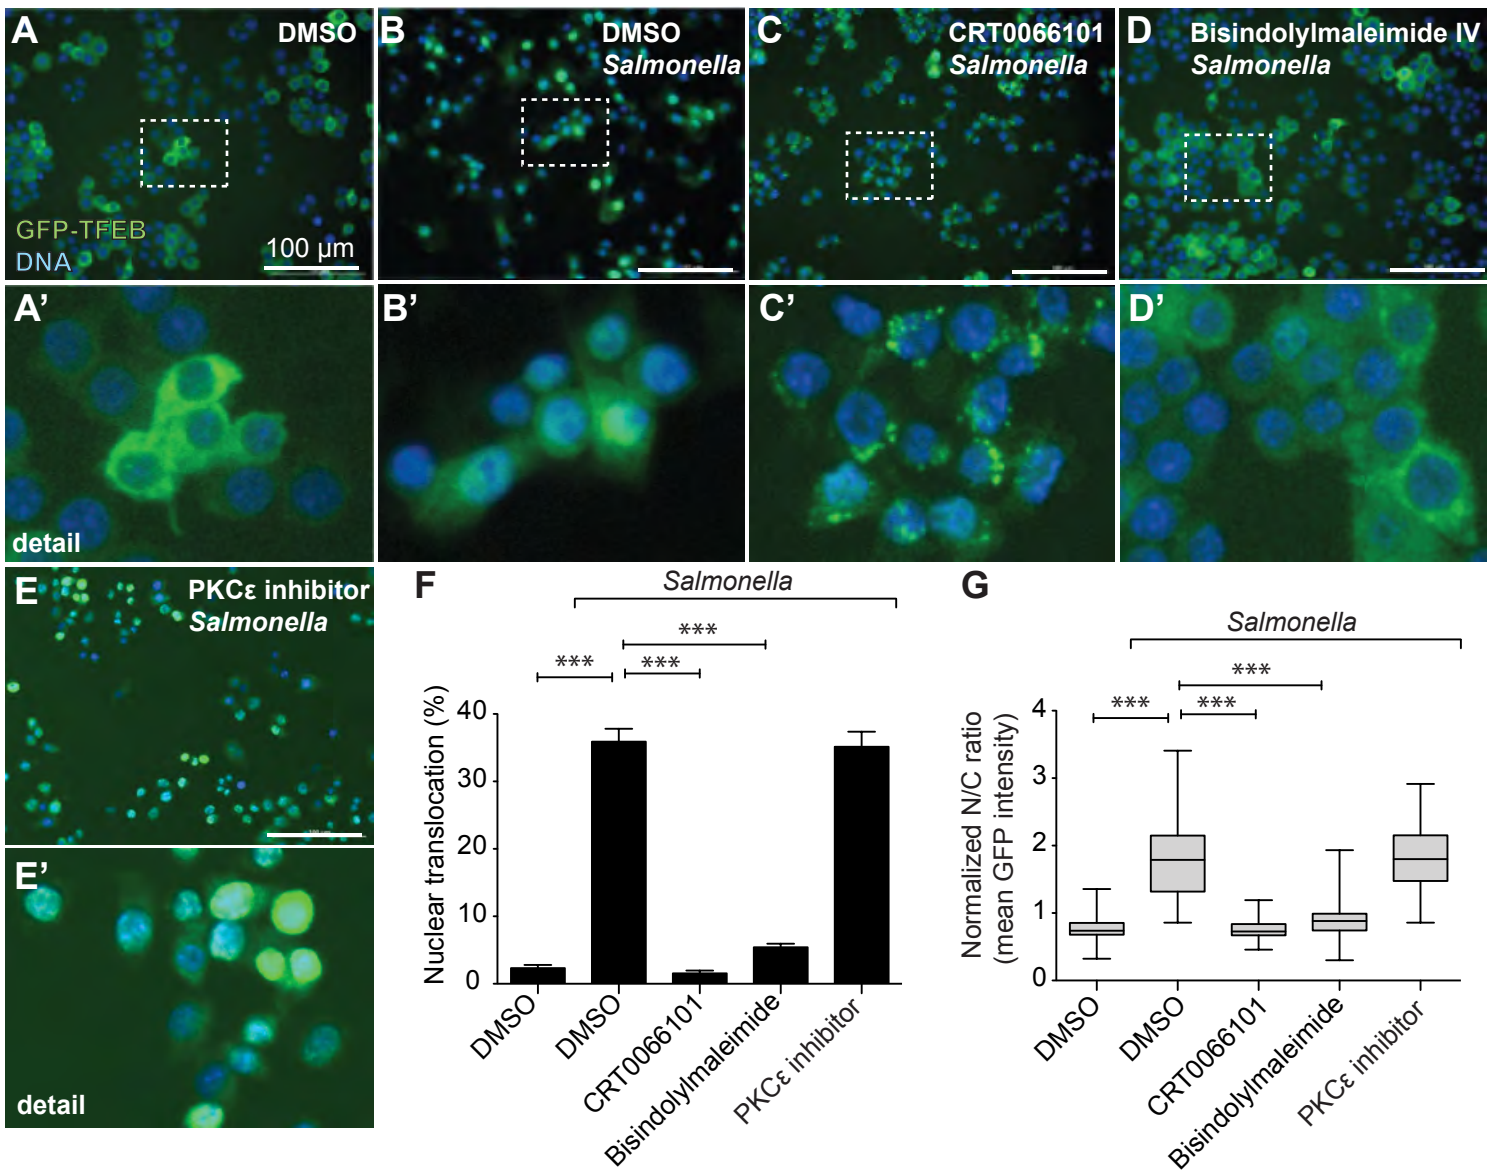 A
DMSO
GFP-TFEB
DNA
100 µm
B
DMSO
Salmonella
C
CRT0066101
Salmonella
D
Bisindolylmaleimide IV
Salmonella
A’
detail
B’
C’
D’
E
PKCε inhibitor
Salmonella
E’
detail
F
Salmonella
***
***
***
Nuclear translocation (%)
40
30
20
10
0
DMSO
DMSO
CRT0066101
Bisindolylmaleimide
PKCε inhibitor
G
Salmonella
***
***
***
Normalized N/C ratio
(mean GFP intensity)
4
3
2
1
0
DMSO
DMSO
CRT0066101
Bisindolylmaleimide
PKCε inhibitor